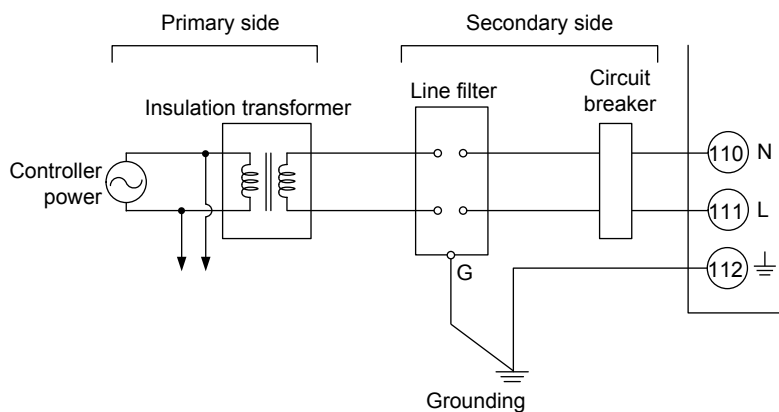 Primary side
Secondary side
Insulation transformer
Line filter
Circuit
breaker
Controller
power
110 N
111 L
112
G
Grounding